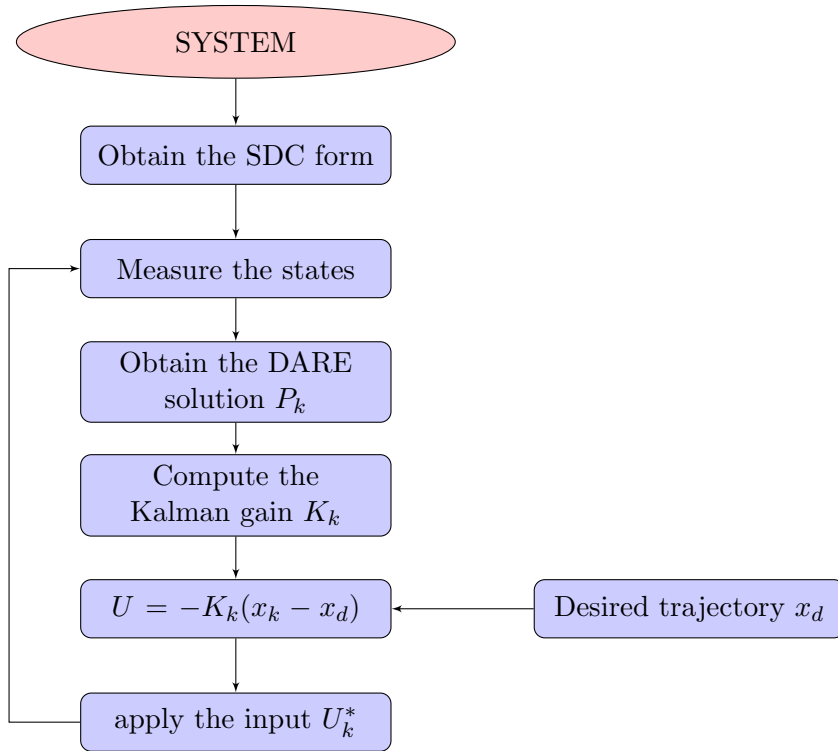 SYSTEM
Obtain the SDC form
Measure the states
Obtain the DARE
solution $P_k$
Compute the
Kalman gain $K_k$
$U = -K_k(x_k - x_d)$
Desired trajectory $x_d$
apply the input $U_k^*$